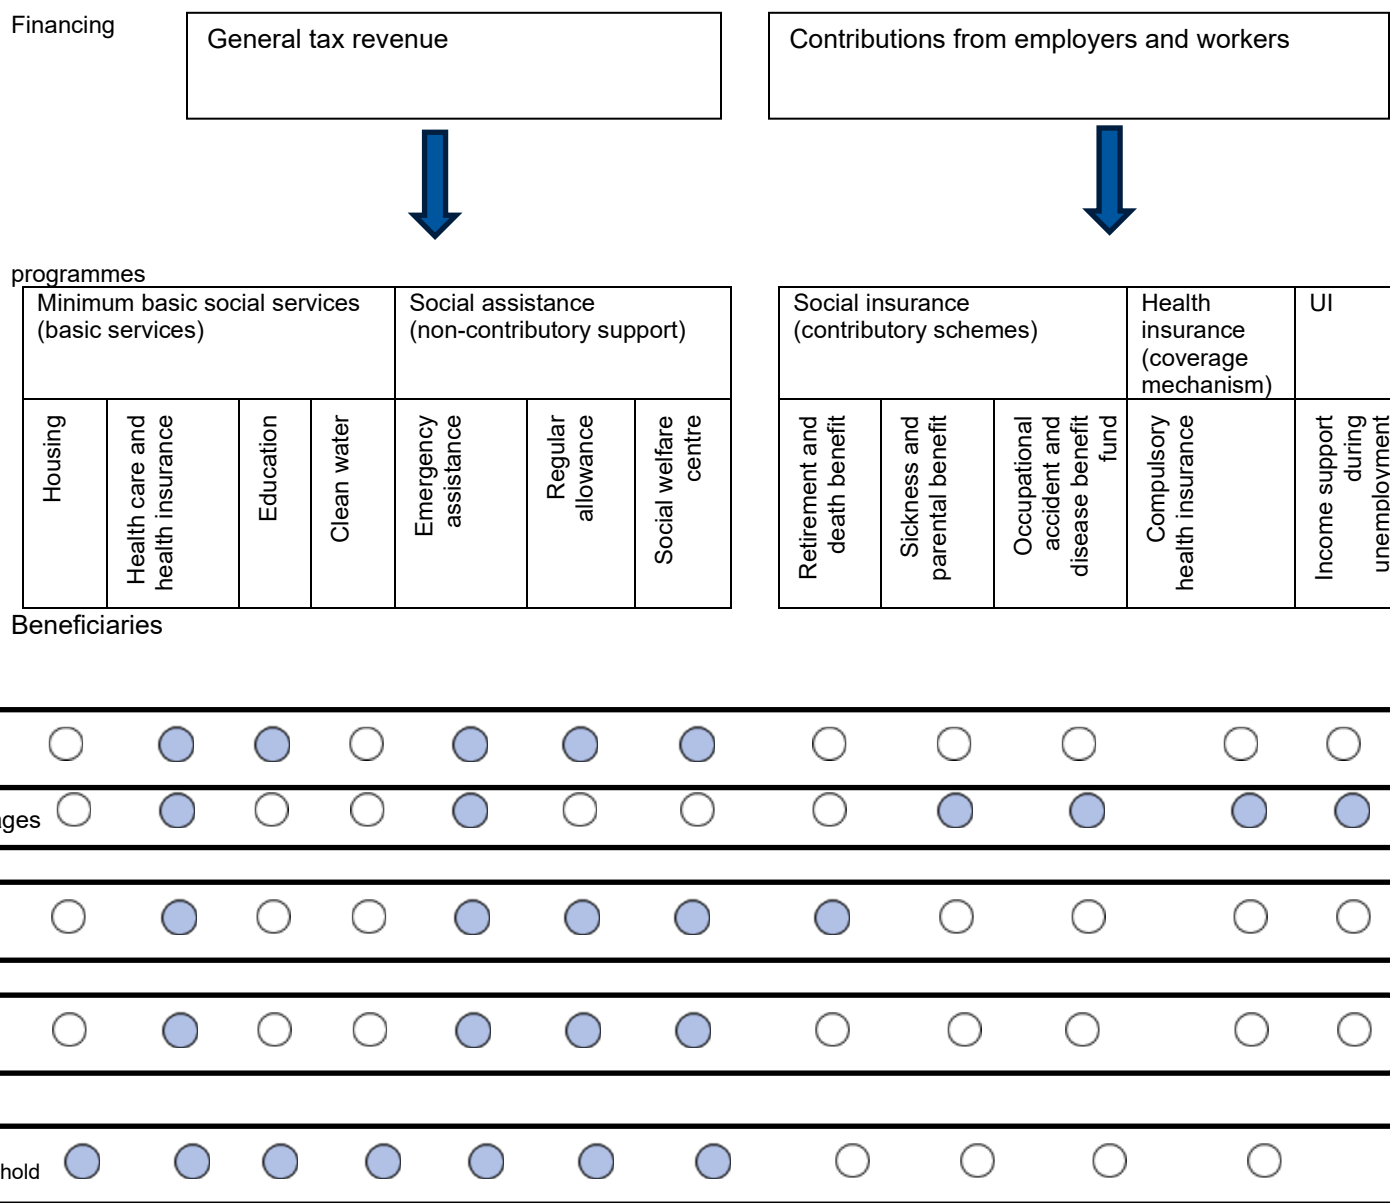 Financing
General tax revenue
Contributions from employers and workers
programmes
Minimum basic social services
(basic services)
Social assistance
(non-contributory support)
Social insurance
(contributory schemes)
Health
insurance
(coverage
mechanism)
UI
Housing
Health care and
health insurance
Education
Clean water
Emergency
assistance
Regular
allowance
Social welfare
centre
Retirement and
death benefit
Sickness and
parental benefit
Occupational
accident and
disease benefit
fund
Compulsory
health insurance
Income support
during
unemployment
Beneficiaries
ges
hold